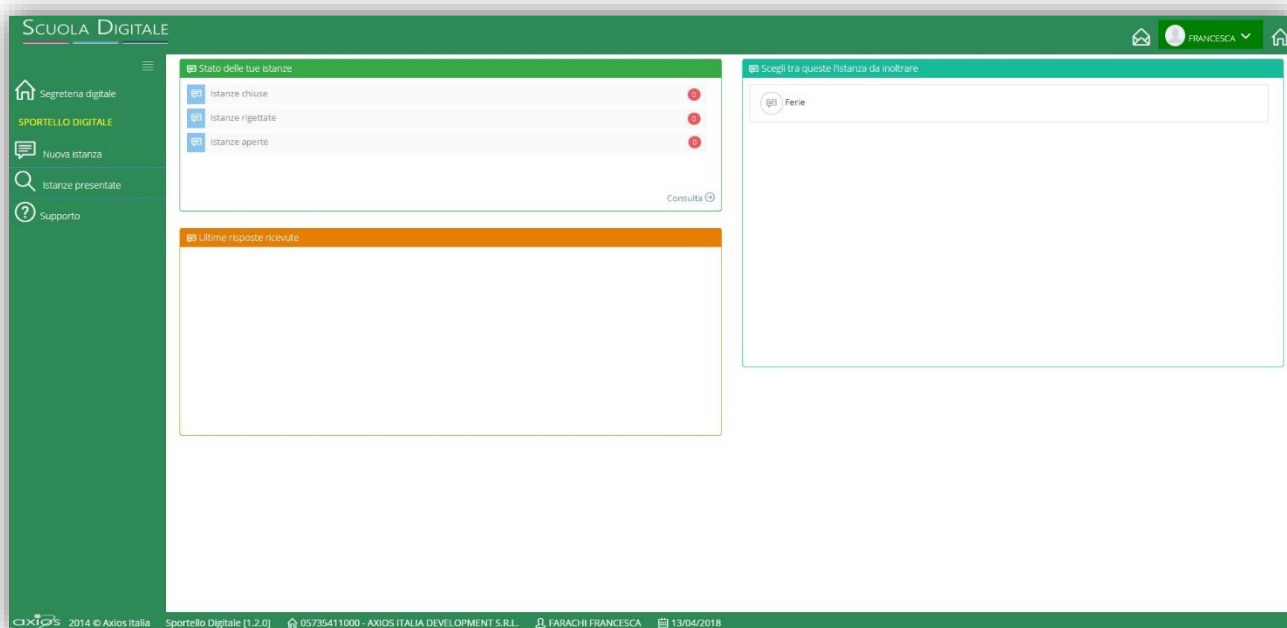 SCUOLA DIGITALE
FRANCESCA
Segreteria digitale
SPORTELLO DIGITALE
Nuova istanza
Istanze presentate
Supporto
Stato delle tue istanze
Istanze chiuse 0
Istanze rigettate 0
Istanze aperte 0
Consulta
Ultime risposte ricevute
Scegli tra queste l'istanza da inoltrare
Ferie
axios 2014 © Axios Italia Sportello Digitale [1.2.0] 05735411000 - AXIOS ITALIA DEVELOPMENT S.R.L. FARACHI FRANCESCA 13/04/2018